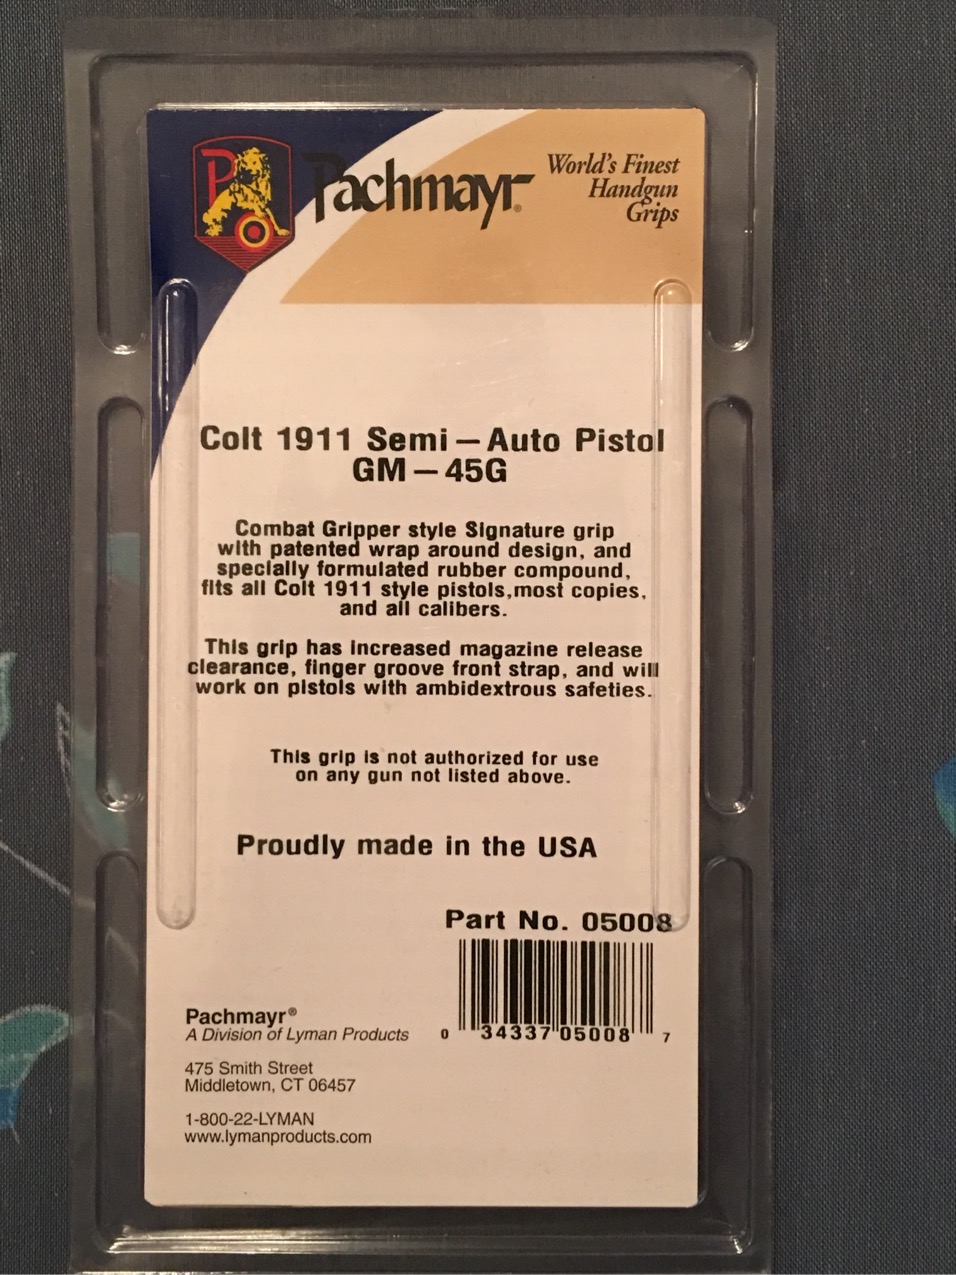 P
Pachmayr®
World's Finest
Handgun
Grips
Colt 1911 Semi – Auto Pistol
GM – 45G
Combat Gripper style Signature grip
with patented wrap around design, and
specially formulated rubber compound,
fits all Colt 1911 style pistols,most copies,
and all calibers.
This grip has increased magazine release
clearance, finger groove front strap, and will
work on pistols with ambidextrous safeties.
This grip is not authorized for use
on any gun not listed above.
Proudly made in the USA
Part No. 05008
0 34337 05008 7
Pachmayr®
A Division of Lyman Products
475 Smith Street
Middletown, CT 06457
1-800-22-LYMAN
www.lymanproducts.com